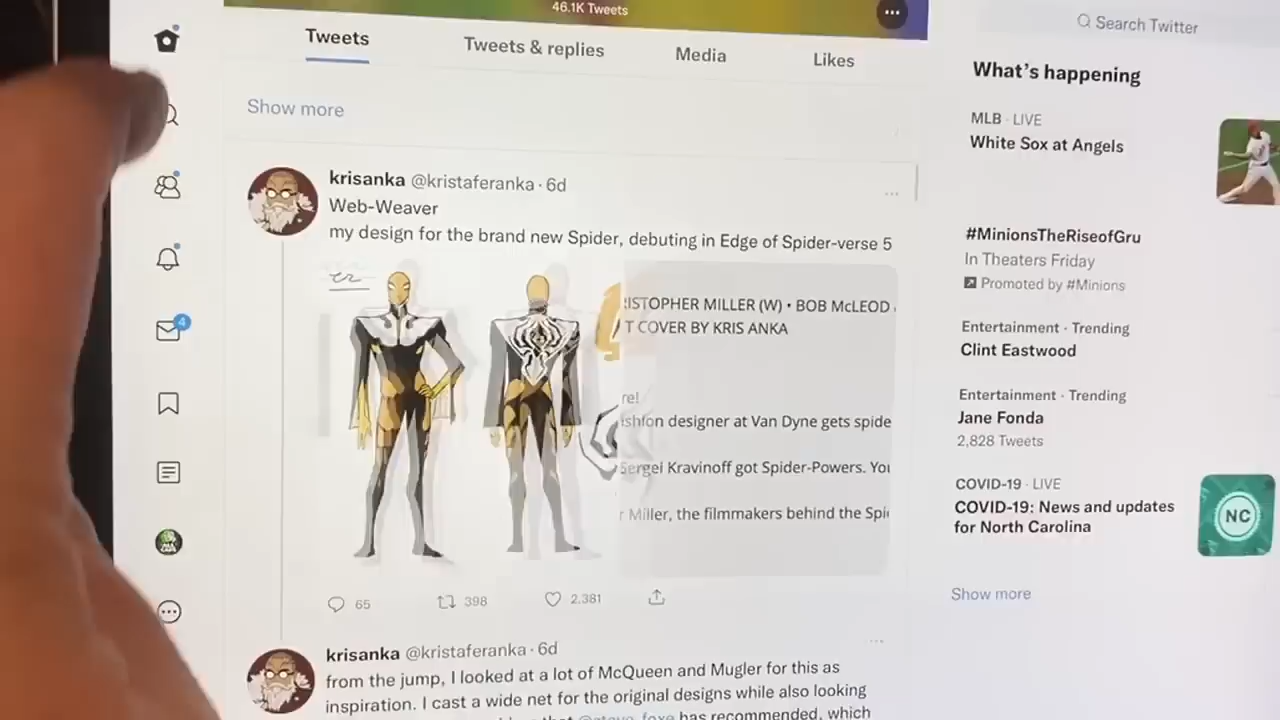 46.1K Tweets
Tweets
Tweets & replies
Media
Likes
Show more
krisanka @kristaferanka · 6d
Web-Weaver
my design for the brand new Spider, debuting in Edge of Spider-verse 5
ISTOPHER MILLER (W) • BOB McLEOD
T COVER BY KRIS ANKA
re!
ishion designer at Van Dyne gets spide
Sergei Kravinoff got Spider-Powers. You
r Miller, the filmmakers behind the Spi
65
398
2,381
krisanka @kristaferanka · 6d
from the jump, I looked at a lot of McQueen and Mugler for this as
inspiration. I cast a wide net for the original designs while also looking
has recommended, which
4
Search Twitter
What's happening
MLB · LIVE
White Sox at Angels
#MinionsTheRiseofGru
In Theaters Friday
Promoted by #Minions
Entertainment · Trending
Clint Eastwood
Entertainment · Trending
Jane Fonda
2,828 Tweets
COVID-19 · LIVE
COVID-19: News and updates
for North Carolina
NC
Show more